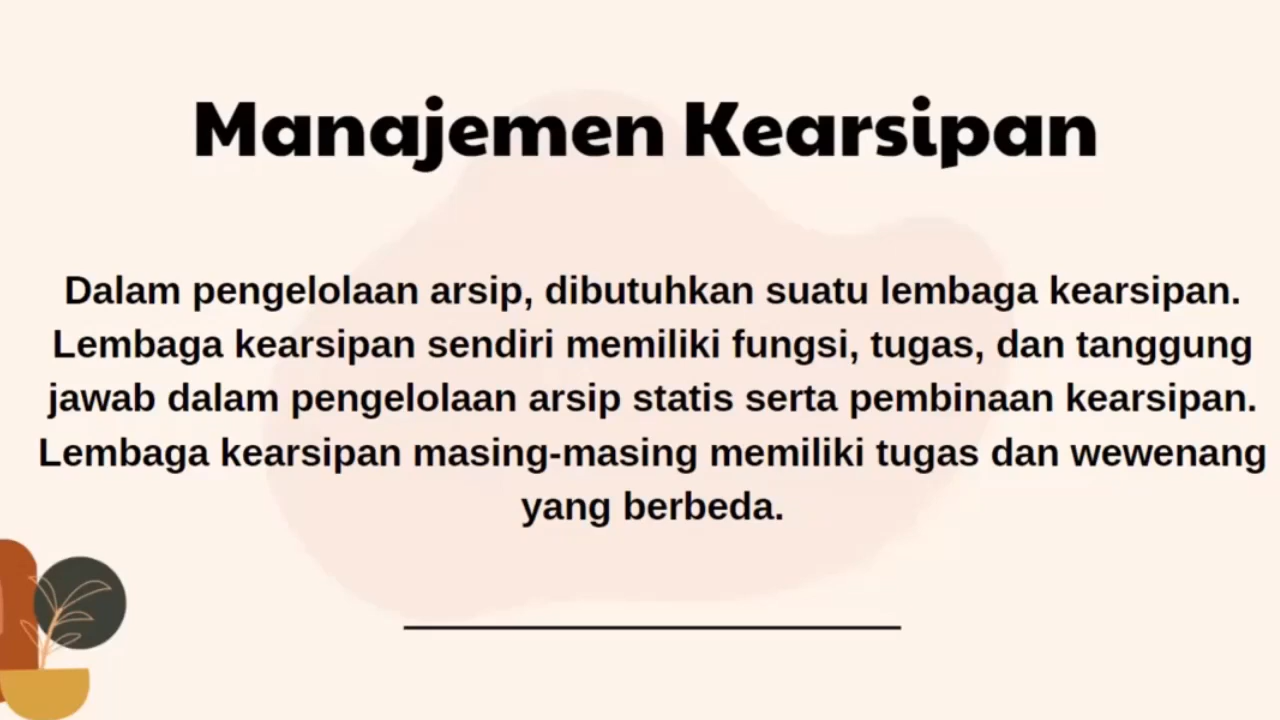 Manajemen Kearsipan
Dalam pengelolaan arsip, dibutuhkan suatu lembaga kearsipan.
Lembaga kearsipan sendiri memiliki fungsi, tugas, dan tanggung
jawab dalam pengelolaan arsip statis serta pembinaan kearsipan.
Lembaga kearsipan masing-masing memiliki tugas dan wewenang
yang berbeda.